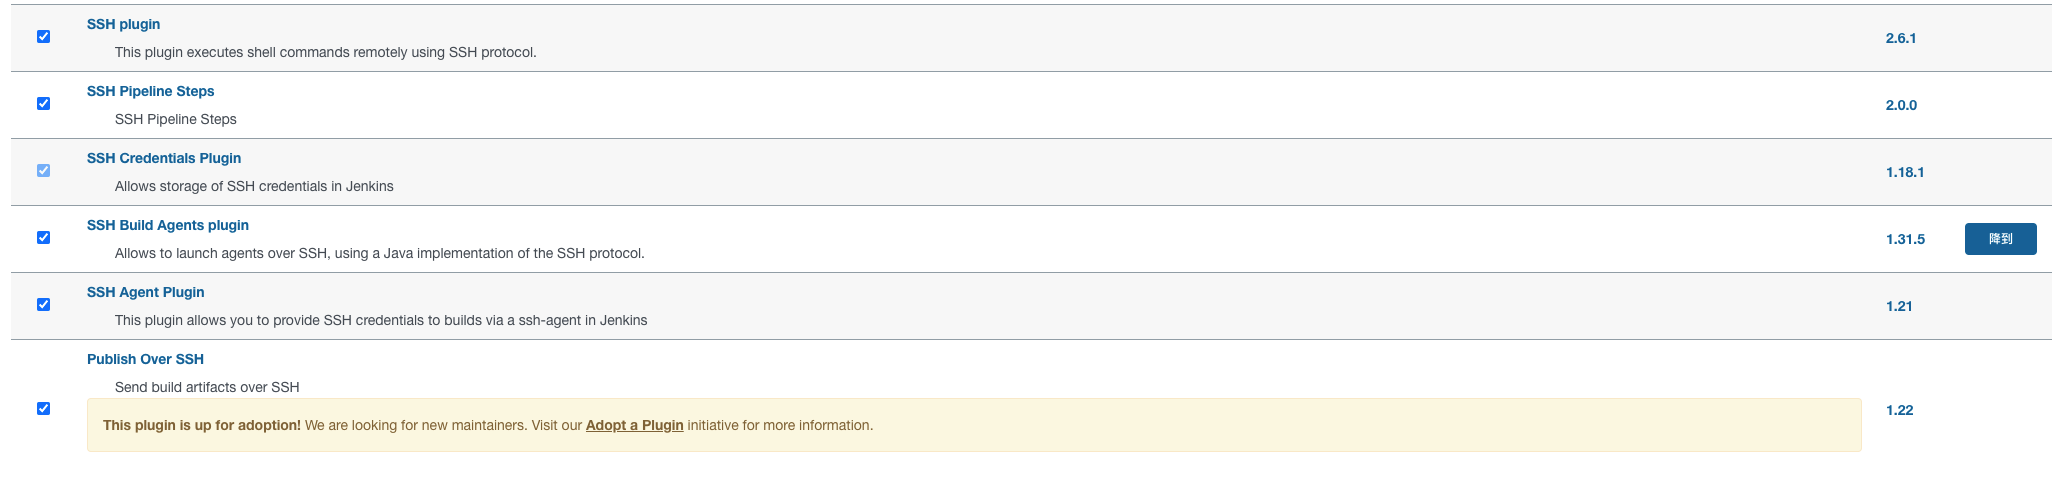 SSH plugin
This plugin executes shell commands remotely using SSH protocol.
2.6.1
SSH Pipeline Steps
SSH Pipeline Steps
2.0.0
SSH Credentials Plugin
Allows storage of SSH credentials in Jenkins
1.18.1
SSH Build Agents plugin
Allows to launch agents over SSH, using a Java implementation of the SSH protocol.
1.31.5
降到
SSH Agent Plugin
This plugin allows you to provide SSH credentials to builds via a ssh-agent in Jenkins
1.21
Publish Over SSH
Send build artifacts over SSH
This plugin is up for adoption! We are looking for new maintainers. Visit our Adopt a Plugin initiative for more information.
1.22